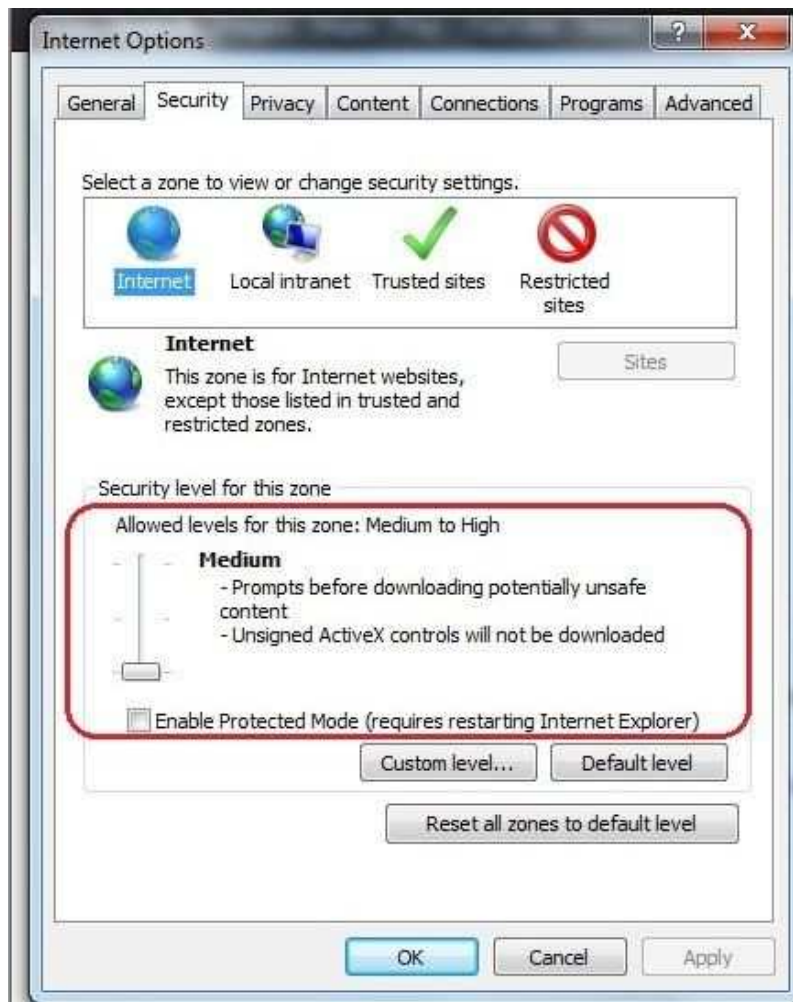 Internet Options
?
X
General Security Privacy Content Connections Programs Advanced
Select a zone to view or change security settings.
Internet Local intranet Trusted sites Restricted
sites
Internet
Sites
This zone is for Internet websites,
except those listed in trusted and
restricted zones.
Security level for this zone
Allowed levels for this zone: Medium to High
Medium
- Prompts before downloading potentially unsafe
content
- Unsigned ActiveX controls will not be downloaded
Enable Protected Mode (requires restarting Internet Explorer)
Custom level... Default level
Reset all zones to default level
OK Cancel Apply